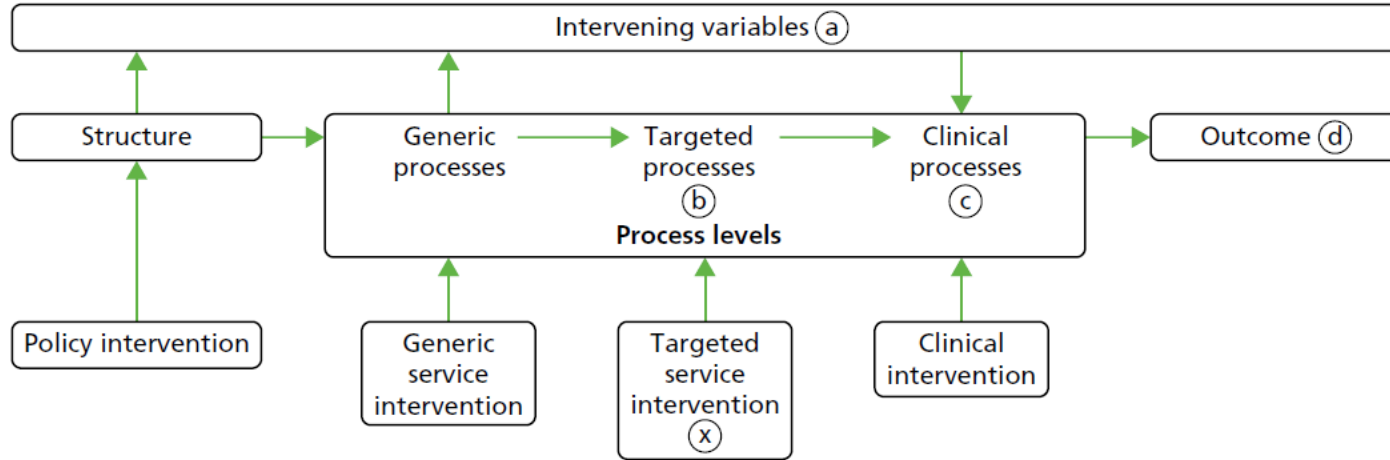 Intervening variables a
Structure
Generic
processes
Targeted
processes
b
Clinical
processes
c
Process levels
Outcome d
Policy intervention
Generic
service
intervention
Targeted
service
intervention
x
Clinical
intervention